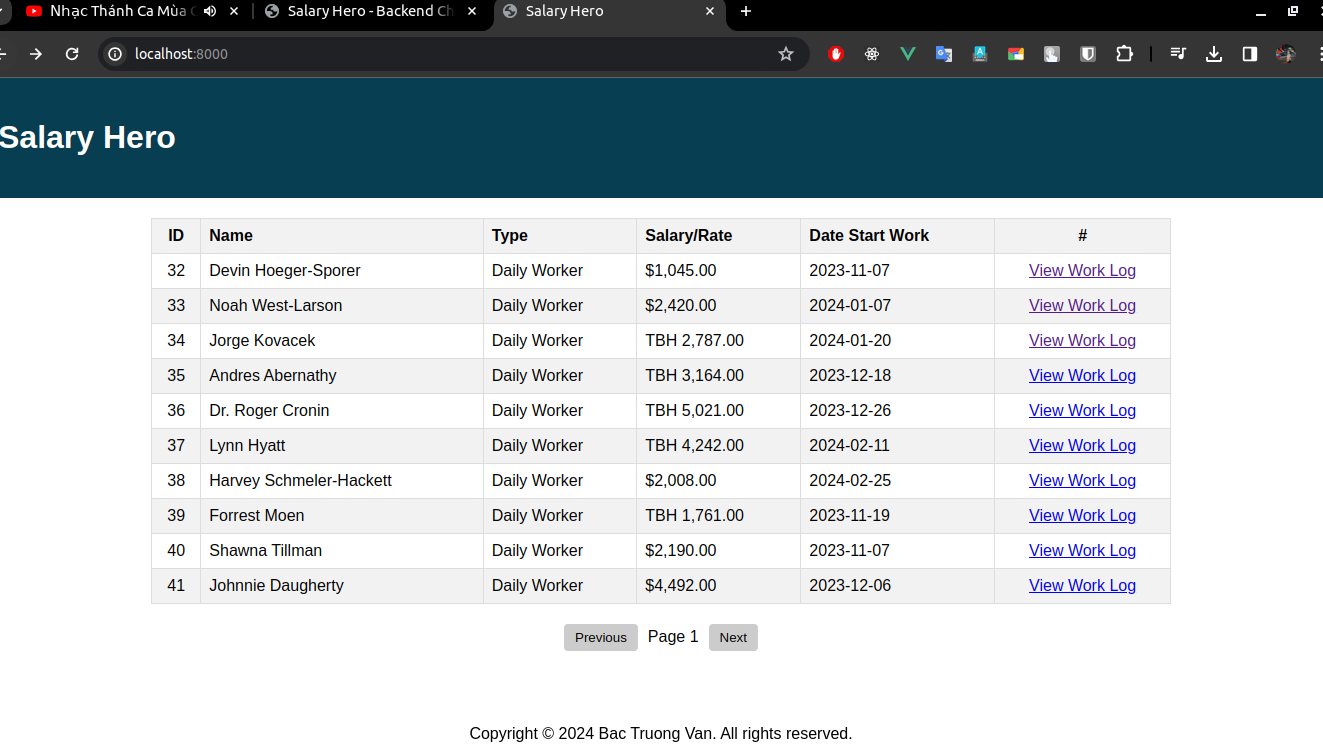 Nhạc Thánh Ca Mùa
Salary Hero - Backend Ch
Salary Hero
localhost:8000
Salary Hero
ID Name Type Salary/Rate Date Start Work #
32 Devin Hoeger-Sporer Daily Worker $1,045.00 2023-11-07 View Work Log
33 Noah West-Larson Daily Worker $2,420.00 2024-01-07 View Work Log
34 Jorge Kovacek Daily Worker TBH 2,787.00 2024-01-20 View Work Log
35 Andres Abernathy Daily Worker TBH 3,164.00 2023-12-18 View Work Log
36 Dr. Roger Cronin Daily Worker TBH 5,021.00 2023-12-26 View Work Log
37 Lynn Hyatt Daily Worker TBH 4,242.00 2024-02-11 View Work Log
38 Harvey Schmeler-Hackett Daily Worker $2,008.00 2024-02-25 View Work Log
39 Forrest Moen Daily Worker TBH 1,761.00 2023-11-19 View Work Log
40 Shawna Tillman Daily Worker $2,190.00 2023-11-07 View Work Log
41 Johnnie Daugherty Daily Worker $4,492.00 2023-12-06 View Work Log
Previous Page 1 Next
Copyright © 2024 Bac Truong Van. All rights reserved.